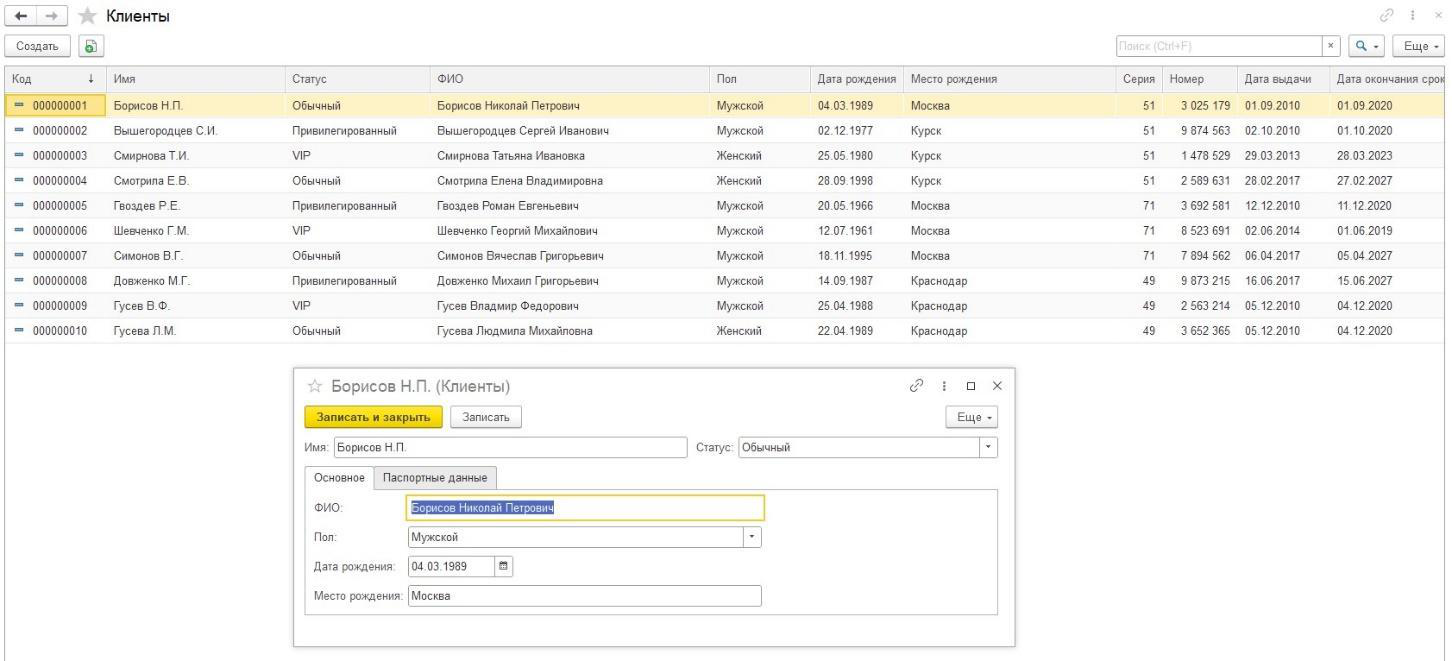 Клиенты
Создать Поиск (Ctrl+F) × Еще
Код ↓ Имя Статус ФИО Пол Дата рождения Место рождения Серия Номер Дата выдачи Дата окончания срок
000000001 Борисов Н.П. Обычный Борисов Николай Петрович Мужской 04.03.1989 Москва 51 3 025 179 01.09.2010 01.09.2020
000000002 Вышегородцев С.И. Привилегированный Вышегородцев Сергей Иванович Мужской 02.12.1977 Курск 51 9 874 563 02.10.2010 01.10.2020
000000003 Смирнова Т.И. VIP Смирнова Татьяна Ивановка Женский 25.05.1980 Курск 51 1 478 529 29.03.2013 28.03.2023
000000004 Смотрила Е.В. Обычный Смотрила Елена Владимировна Женский 28.09.1998 Курск 51 2 589 631 28.02.2017 27.02.2027
000000005 Гвоздев Р.Е. Привилегированный Гвоздев Роман Евгеньевич Мужской 20.05.1966 Москва 71 3 692 581 12.12.2010 11.12.2020
000000006 Шевченко Г.М. VIP Шевченко Георгий Михайлович Мужской 12.07.1961 Москва 71 8 523 691 02.06.2014 01.06.2019
000000007 Симонов В.Г. Обычный Симонов Вячеслав Григорьевич Мужской 18.11.1995 Москва 71 7 894 562 06.04.2017 05.04.2027
000000008 Довженко М.Г. Привилегированный Довженко Михаил Григорьевич Мужской 14.09.1987 Краснодар 49 9 873 215 16.06.2017 15.06.2027
000000009 Гусев В.Ф. VIP Гусев Владмир Федорович Мужской 25.04.1988 Краснодар 49 2 563 214 05.12.2010 04.12.2020
000000010 Гусева Л.М. Обычный Гусева Людмила Михайловна Женский 22.04.1989 Краснодар 49 3 652 365 05.12.2010 04.12.2020
Борисов Н.П. (Клиенты)
Записать и закрыть Записать Еще
Имя: Борисов Н.П. Статус: Обычный
Основное Паспортные данные
ФИО: Борисов Николай Петрович
Пол: Мужской
Дата рождения: 04.03.1989
Место рождения: Москва